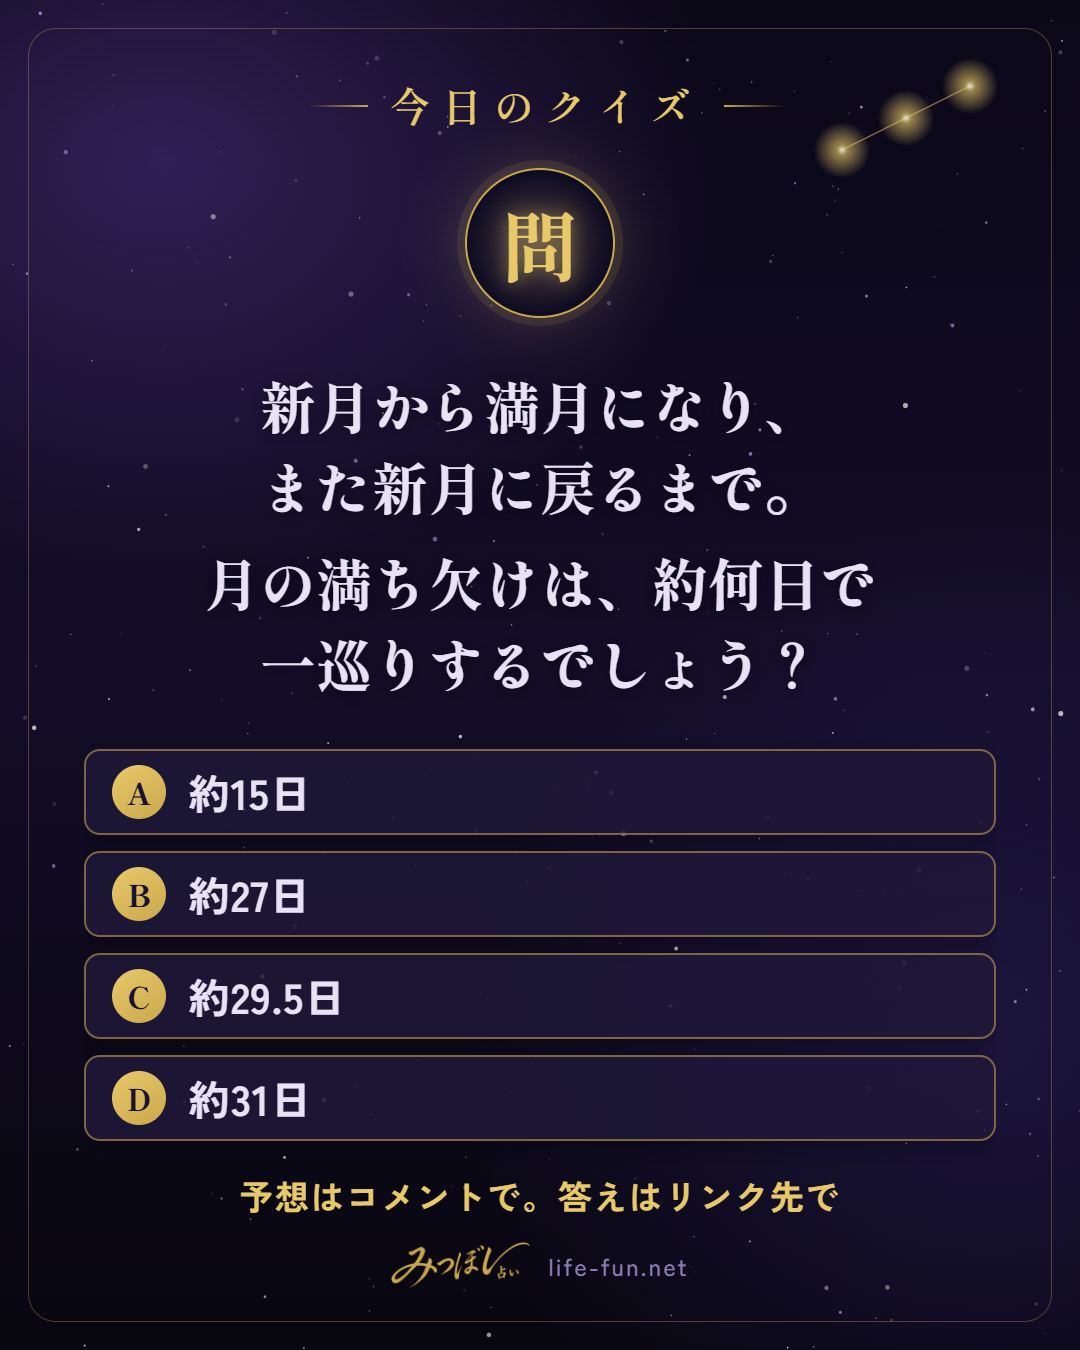 今日のクイズ
問
新月から満月になり、
また新月に戻るまで。
月の満ち欠けは、約何日で
一巡りするでしょう？
A 約15日
B 約27日
C 約29.5日
D 約31日
予想はコメントで。答えはリンク先で
みつぼし占い life-fun.net